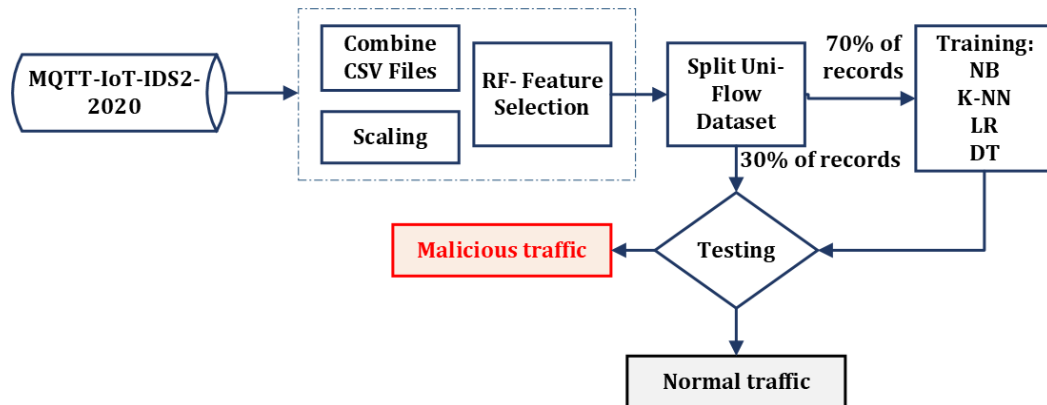 MQTT-IoT-IDS2-
2020
Combine
CSV Files
Scaling
RF- Feature
Selection
Split Uni-
Flow
Dataset
70% of
records
30% of records
Training:
NB
K-NN
LR
DT
Testing
Malicious traffic
Normal traffic